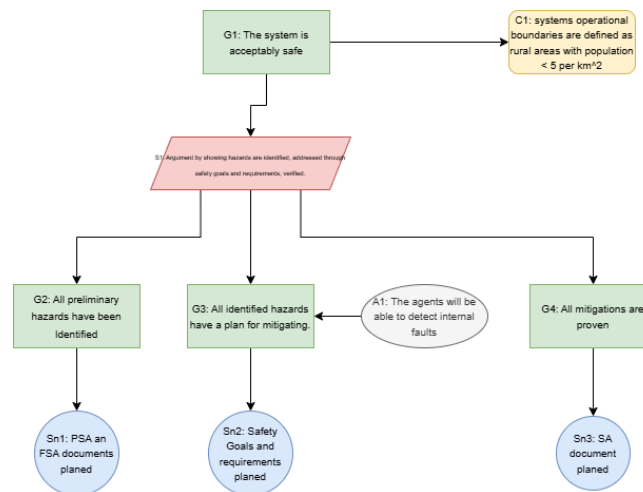 G1: The system is
acceptably safe
C1: systems operational
boundaries are defined as
rural areas with population
< 5 per km^2
S1: Argument by showing hazards are identified, addressed through
safety goals and requirements, verified.
G2: All preliminary
hazards have been
Identified
G3: All identified hazards
have a plan for mitigating.
A1: The agents will be
able to detect internal
faults
G4: All mitigations are
proven
Sn1: PSA an
FSA documents
planed
Sn2: Safety
Goals and
requirements
planed
Sn3: SA
document
planed